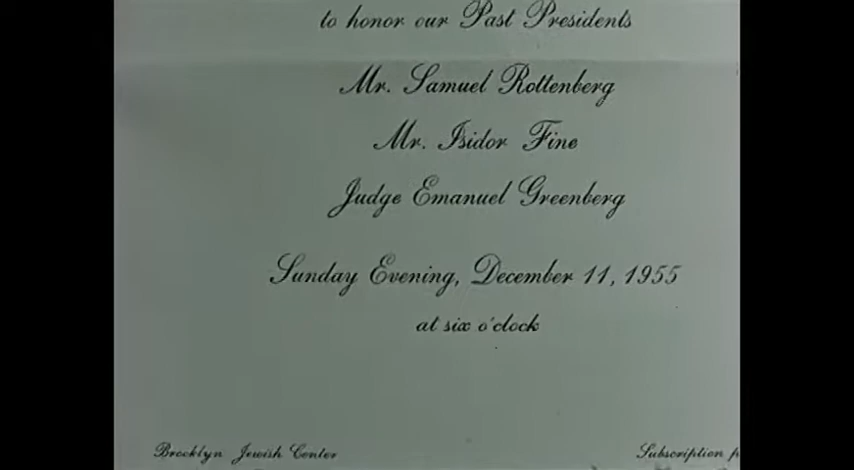 to honor our Past Presidents
Mr. Samuel Rottenberg
Mr. Isidor Fine
Judge Emanuel Greenberg
Sunday Evening, December 11, 1955
at six o'clock
Brooklyn Jewish Center
Subscription